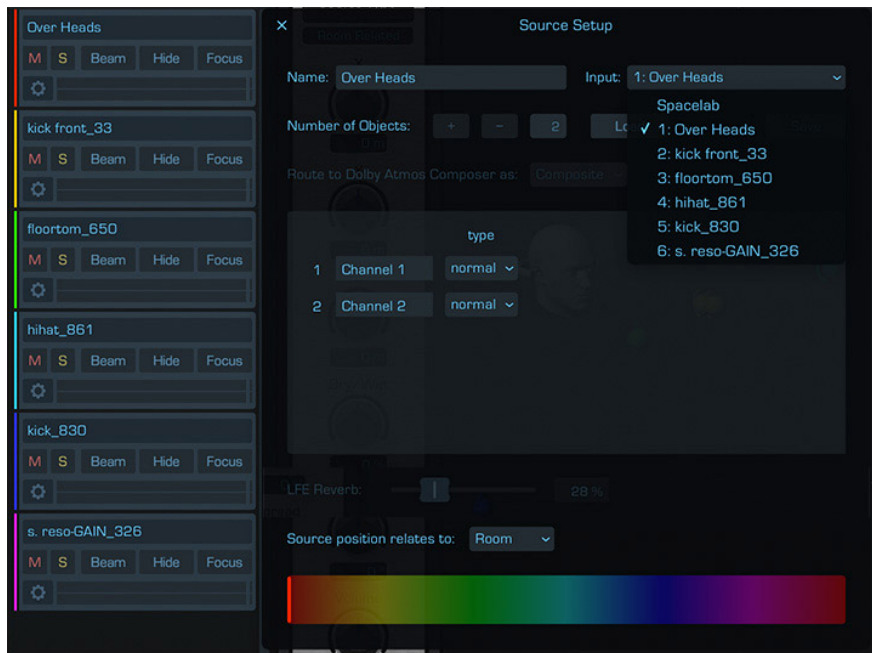 Over Heads
M S Beam Hide Focus
kick front_33
M S Beam Hide Focus
floortom_650
M S Beam Hide Focus
hihat_861
M S Beam Hide Focus
kick_830
M S Beam Hide Focus
s. reso-GAIN_326
M S Beam Hide Focus
× Source Setup
Room Related
Name: Over Heads Input: 1: Over Heads
Spacelab
✓ 1: Over Heads
2: kick front_33
3: floortom_650
4: hihat_861
5: kick_830
6: s. reso-GAIN_326
Number of Objects: + - 2
Route to Dolby Atmos Composer as: Composite
type
1 Channel 1 normal
2 Channel 2 normal
LFE Reverb: 28 %
Source position relates to: Room